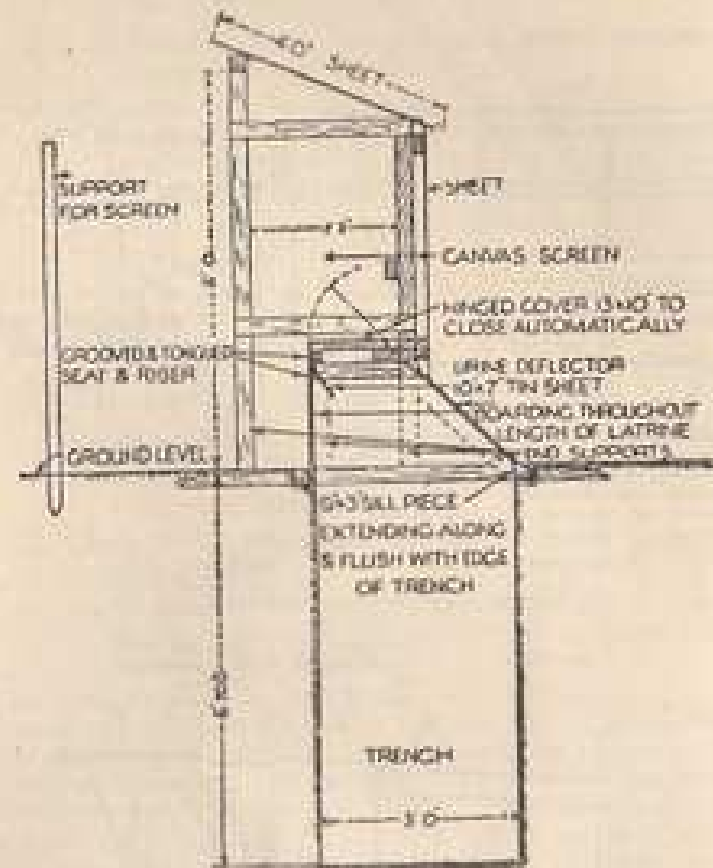 SHEET
SUPPORT
FOR SCREEN
SHEET
CANVAS SCREEN
HINGED COVER TO
CLOSE AUTOMATICALLY
GROOVED & TONGUED
SEAT & RISER
URINE DEFLECTOR
TIN SHEET
BOARDING THROUGHOUT
LENGTH OF LATRINE
SUPPORTS
GROUND LEVEL
SILL PIECE
EXTENDING ALONG
& FLUSH WITH EDGE
OF TRENCH
TRENCH
3 0"